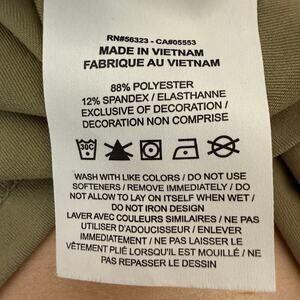 RN#56323 - CA#05553
MADE IN VIETNAM
FABRIQUE AU VIETNAM
88% POLYESTER
12% SPANDEX / ELASTHANNE
EXCLUSIVE OF DECORATION /
DECORATION NON COMPRISE
30C
WASH WITH LIKE COLORS / DO NOT USE
SOFTENERS / REMOVE IMMEDIATELY / DO
NOT ALLOW TO LAY ON ITSELF WHEN WET /
DO NOT IRON DESIGN
LAVER AVEC COULEURS SIMILAIRES / NE PAS
UTILISER D'ADOUCISSEUR / ENLEVER
IMMEDIATEMENT / NE PAS LAISSER LE
VÊTEMENT PLIÉ LORSQU'IL EST MOUILLÉ / NE
PAS REPASSER LE DESSIN